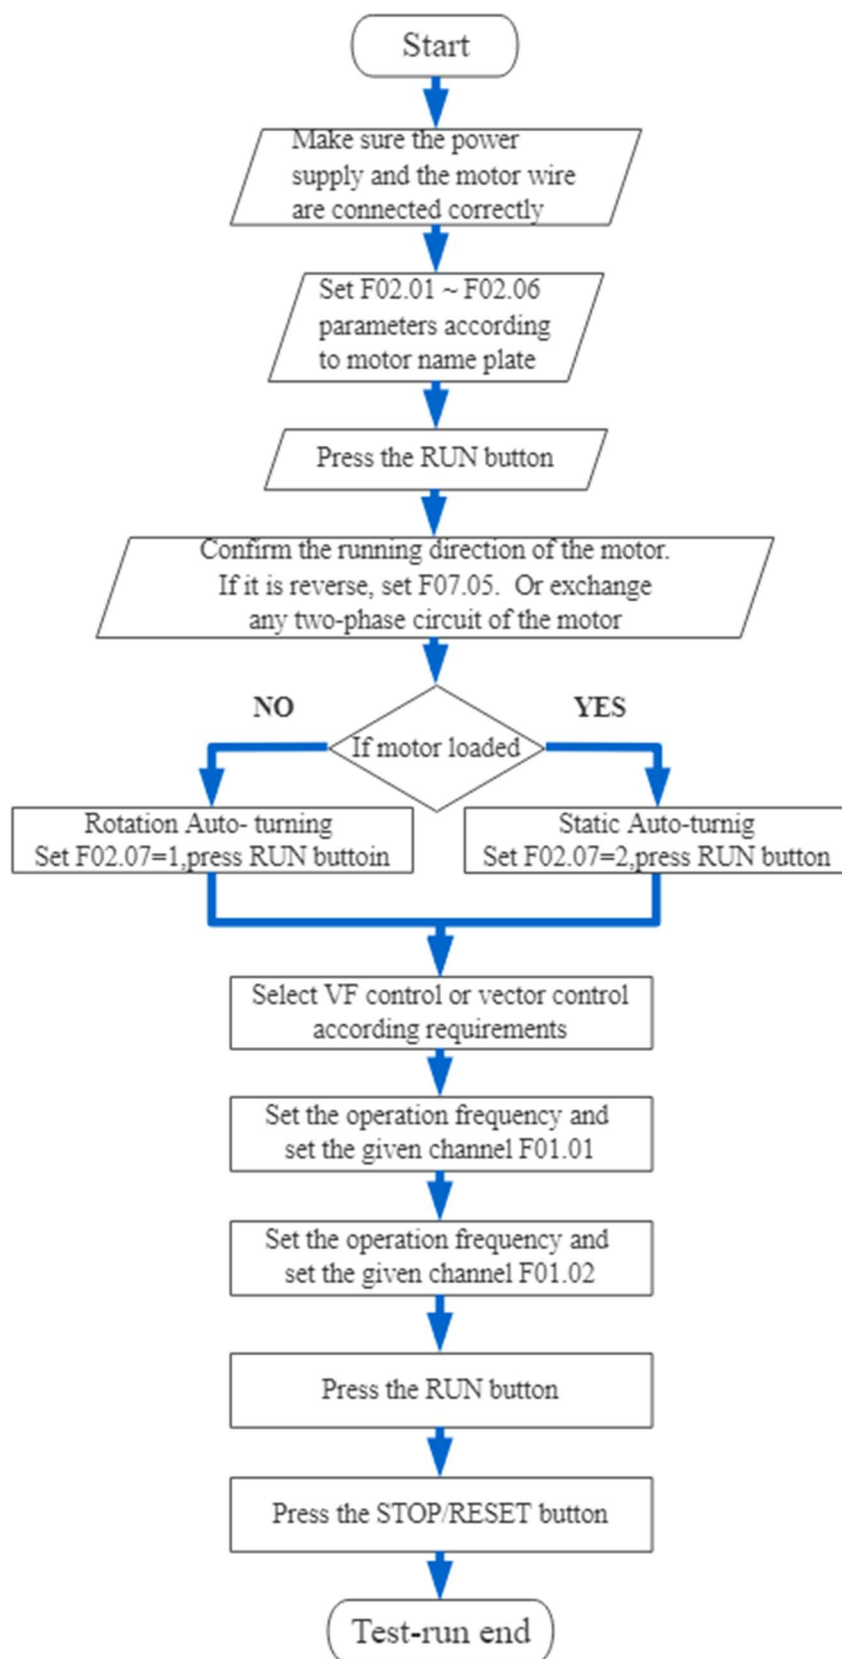 Start
Make sure the power
supply and the motor wire
are connected correctly
Set F02.01 ~ F02.06
parameters according
to motor name plate
Press the RUN button
Confirm the running direction of the motor.
If it is reverse, set F07.05. Or exchange
any two-phase circuit of the motor
NO
YES
If motor loaded
Rotation Auto- turning
Set F02.07=1,press RUN buttoin
Static Auto-turnig
Set F02.07=2,press RUN button
Select VF control or vector control
according requirements
Set the operation frequency and
set the given channel F01.01
Set the operation frequency and
set the given channel F01.02
Press the RUN button
Press the STOP/RESET button
Test-run end